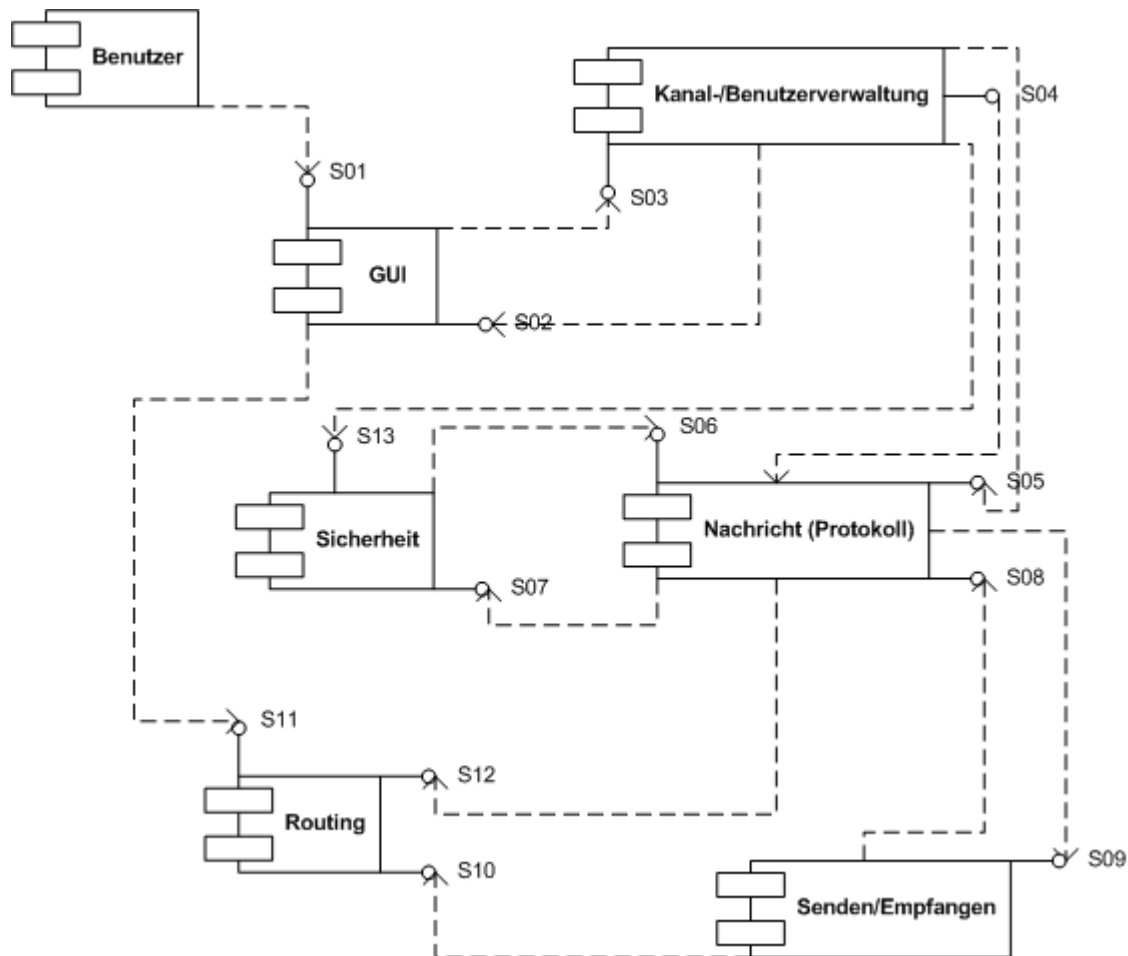 Benutzer
Kanal-/Benutzerverwaltung
S04
S01
S03
GUI
S02
S13
S06
S05
Sicherheit
Nachricht (Protokoll)
S07
S08
S11
S12
Routing
S10
S09
Senden/Empfangen